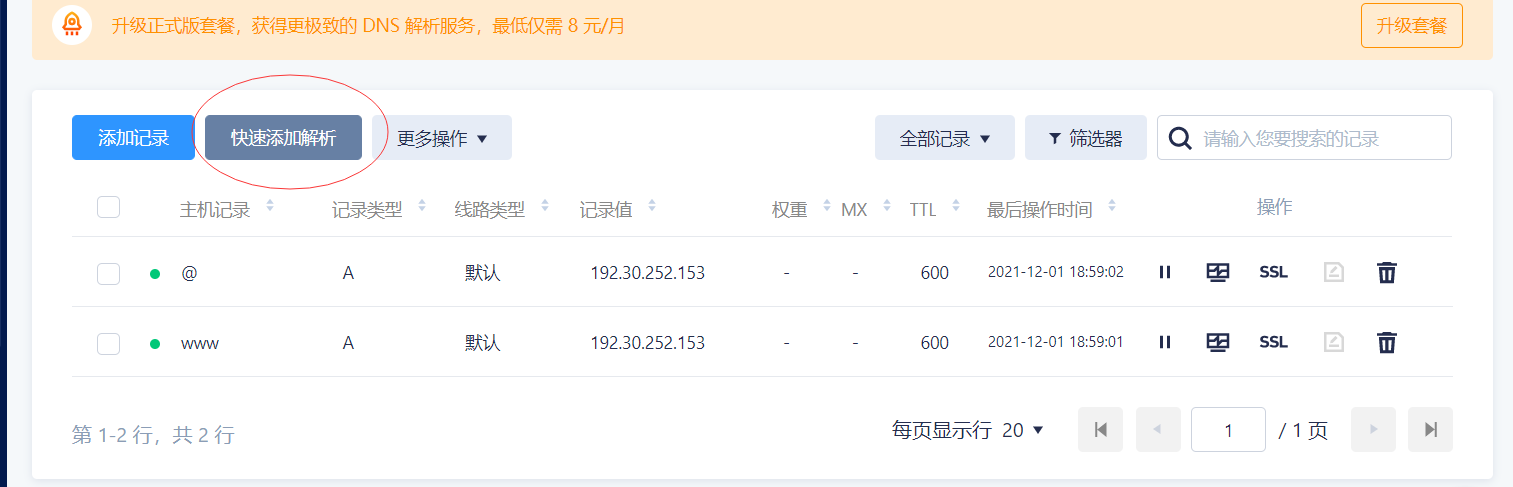 升级正式版套餐，获得更极致的 DNS 解析服务，最低仅需 8 元/月 升级套餐
添加记录 快速添加解析 更多操作 全部记录 筛选器 请输入您要搜索的记录
主机记录 记录类型 线路类型 记录值 权重 MX TTL 最后操作时间 操作
@ A 默认 192.30.252.153 - - 600 2021-12-01 18:59:02 SSL
www A 默认 192.30.252.153 - - 600 2021-12-01 18:59:01 SSL
第 1-2 行，共 2 行 每页显示行 20 1 / 1 页